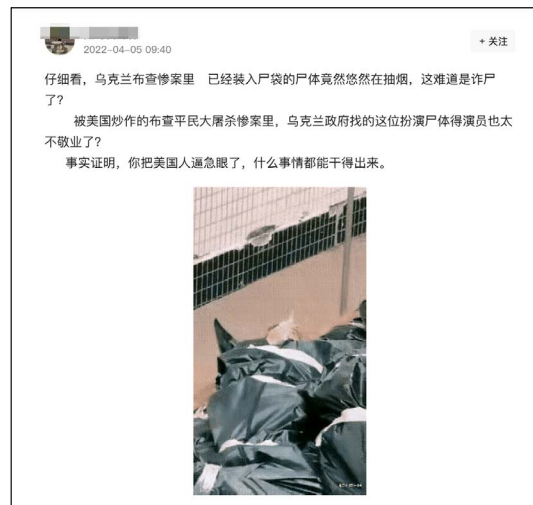 2022-04-05 09:40
+ 关注
仔细看，乌克兰布查惨案里 已经装入尸袋的尸体竟然悠然在抽烟，这难道是诈尸
了？
被美国炒作的布查平民大屠杀惨案里，乌克兰政府找的这位扮演尸体得演员也太
不敬业了？
事实证明，你把美国人逼急眼了，什么事情都能干得出来。